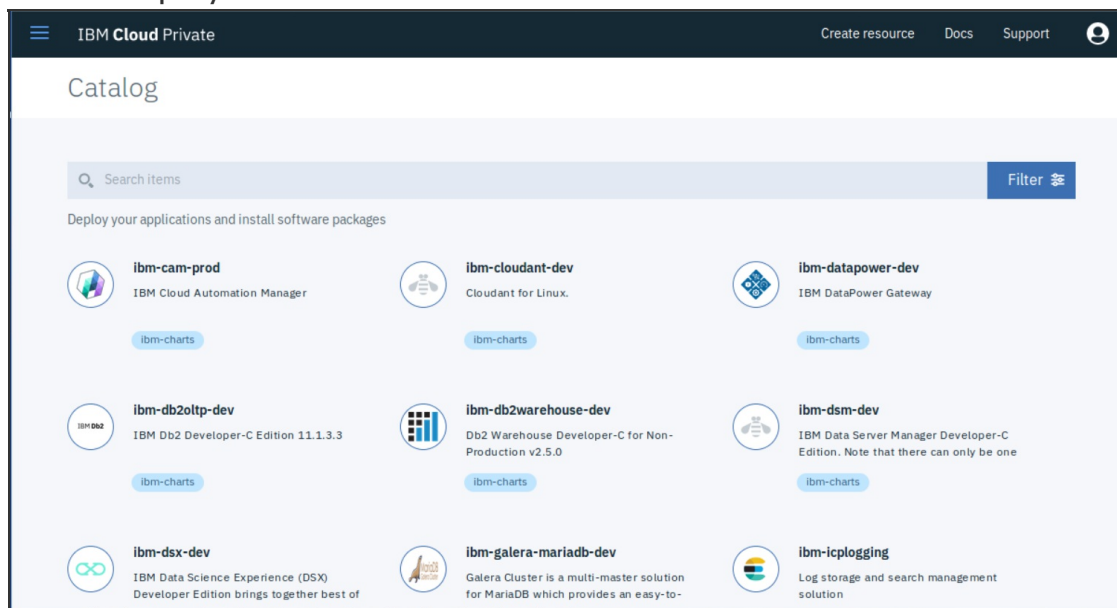 IBM Cloud Private
Create resource
Docs
Support
Catalog
Search items
Filter
Deploy your applications and install software packages
ibm-cam-prod
IBM Cloud Automation Manager
ibm-charts
ibm-cloudant-dev
Cloudant for Linux.
ibm-charts
ibm-datapower-dev
IBM DataPower Gateway
ibm-charts
IBM Db2
ibm-db2oltp-dev
IBM Db2 Developer-C Edition 11.1.3.3
ibm-charts
ibm-db2warehouse-dev
Db2 Warehouse Developer-C for Non-
Production v2.5.0
ibm-charts
ibm-dsm-dev
IBM Data Server Manager Developer-C
Edition. Note that there can only be one
ibm-charts
ibm-dsx-dev
IBM Data Science Experience (DSX)
Developer Edition brings together best of
ibm-galera-mariadb-dev
Galera Cluster is a multi-master solution
for MariaDB which provides an easy-to-
ibm-icplogging
Log storage and search management
solution